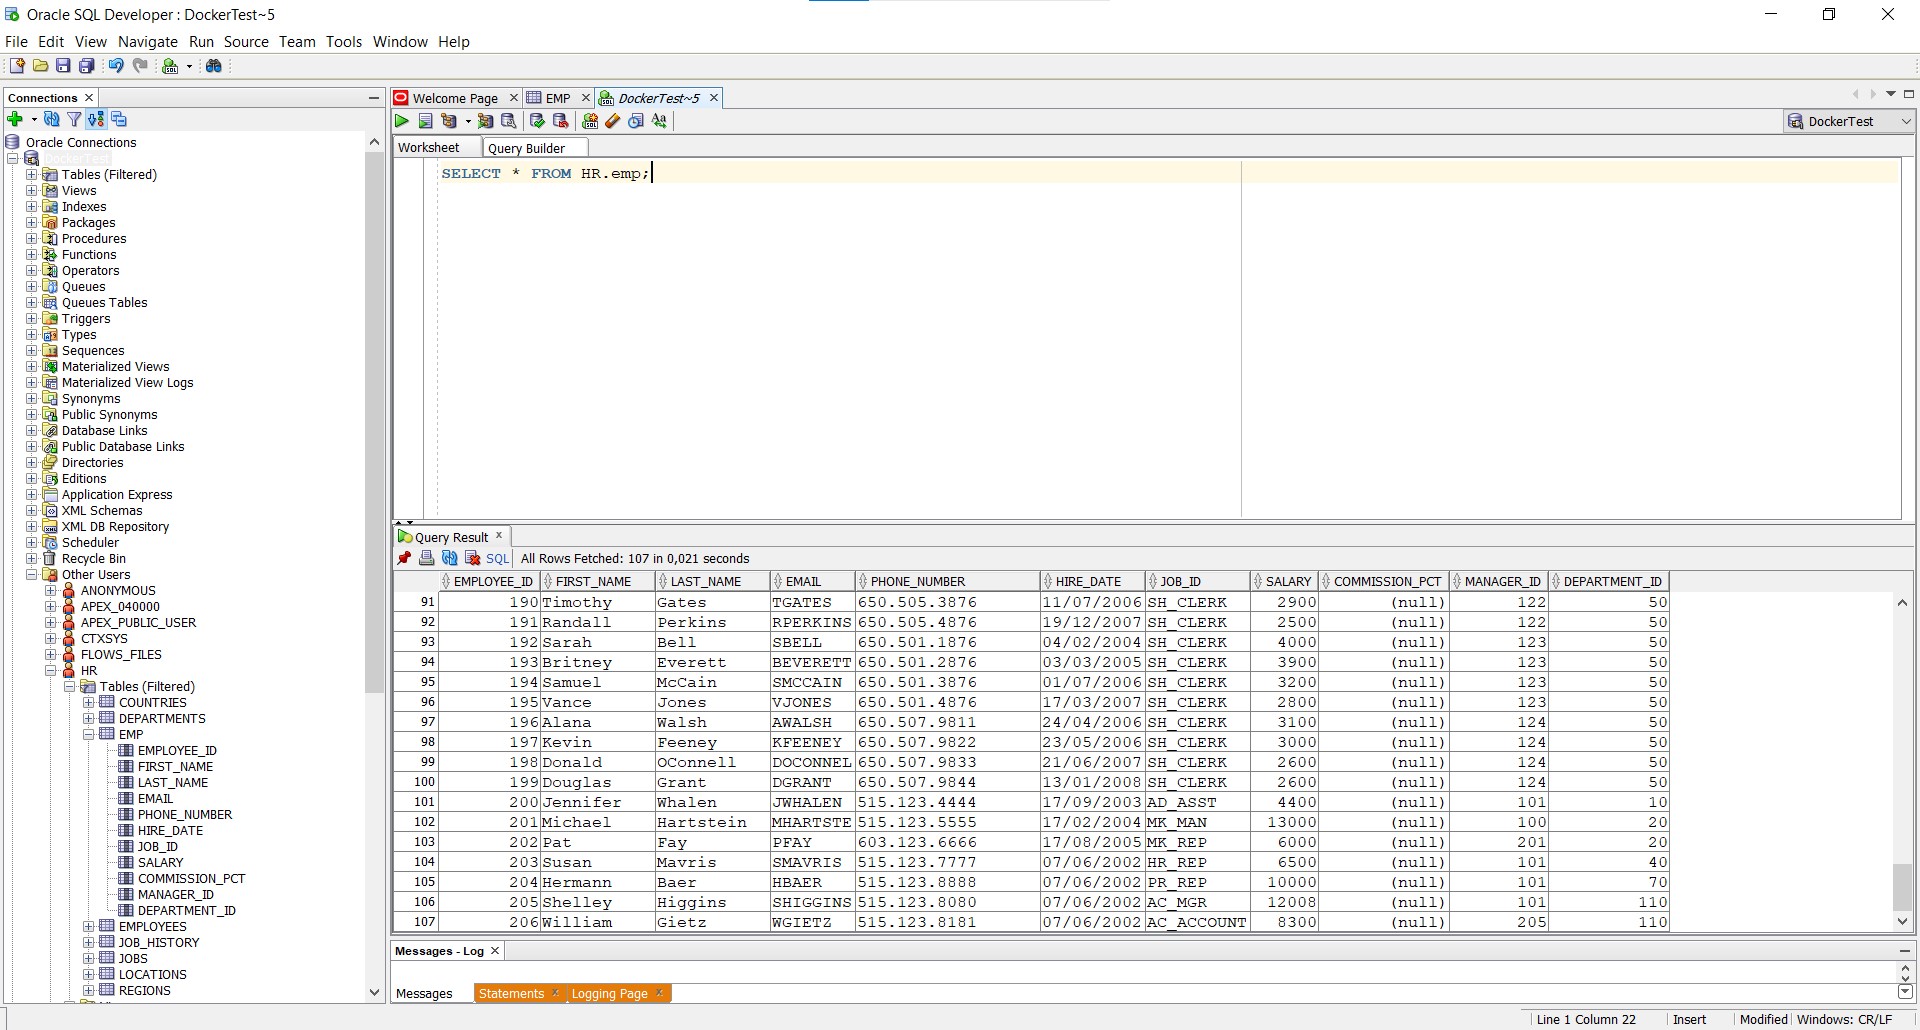 Oracle SQL Developer : DockerTest~5
File Edit View Navigate Run Source Team Tools Window Help
Connections
Oracle Connections
DockerTest
Tables (Filtered)
Views
Indexes
Packages
Procedures
Functions
Operators
Queues
Queues Tables
Triggers
Types
Sequences
Materialized Views
Materialized View Logs
Synonyms
Public Synonyms
Database Links
Public Database Links
Directories
Editions
Application Express
XML Schemas
XML DB Repository
Scheduler
Recycle Bin
Other Users
ANONYMOUS
APEX_040000
APEX_PUBLIC_USER
CTXSYS
FLOWS_FILES
HR
Tables (Filtered)
COUNTRIES
DEPARTMENTS
EMP
EMPLOYEE_ID
FIRST_NAME
LAST_NAME
EMAIL
PHONE_NUMBER
HIRE_DATE
JOB_ID
SALARY
COMMISSION_PCT
MANAGER_ID
DEPARTMENT_ID
EMPLOYEES
JOB_HISTORY
JOBS
LOCATIONS
REGIONS
Welcome Page EMP DockerTest~5
DockerTest
Worksheet Query Builder
SELECT * FROM HR.emp;
Query Result
SQL All Rows Fetched: 107 in 0,021 seconds
EMPLOYEE_ID FIRST_NAME LAST_NAME EMAIL PHONE_NUMBER HIRE_DATE JOB_ID SALARY COMMISSION_PCT MANAGER_ID DEPARTMENT_ID
91 190 Timothy Gates TGATES 650.505.3876 11/07/2006 SH_CLERK 2900 (null) 122 50
92 191 Randall Perkins RPERKINS 650.505.4876 19/12/2007 SH_CLERK 2500 (null) 122 50
93 192 Sarah Bell SBELL 650.501.1876 04/02/2004 SH_CLERK 4000 (null) 123 50
94 193 Britney Everett BEVERETT 650.501.2876 03/03/2005 SH_CLERK 3900 (null) 123 50
95 194 Samuel McCain SMCCAIN 650.501.3876 01/07/2006 SH_CLERK 3200 (null) 123 50
96 195 Vance Jones VJONES 650.501.4876 17/03/2007 SH_CLERK 2800 (null) 123 50
97 196 Alana Walsh AWALSH 650.507.9811 24/04/2006 SH_CLERK 3100 (null) 124 50
98 197 Kevin Feeney KFEENEY 650.507.9822 23/05/2006 SH_CLERK 3000 (null) 124 50
99 198 Donald OConnell DOCONNEL 650.507.9833 21/06/2007 SH_CLERK 2600 (null) 124 50
100 199 Douglas Grant DGRANT 650.507.9844 13/01/2008 SH_CLERK 2600 (null) 124 50
101 200 Jennifer Whalen JWHALEN 515.123.4444 17/09/2003 AD_ASST 4400 (null) 101 10
102 201 Michael Hartstein MHARTSTE 515.123.5555 17/02/2004 MK_MAN 13000 (null) 100 20
103 202 Pat Fay PFAY 603.123.6666 17/08/2005 MK_REP 6000 (null) 201 20
104 203 Susan Mavris SMAVRIS 515.123.7777 07/06/2002 HR_REP 6500 (null) 101 40
105 204 Hermann Baer HBAER 515.123.8888 07/06/2002 PR_REP 10000 (null) 101 70
106 205 Shelley Higgins SHIGGINS 515.123.8080 07/06/2002 AC_MGR 12008 (null) 101 110
107 206 William Gietz WGIETZ 515.123.8181 07/06/2002 AC_ACCOUNT 8300 (null) 205 110
Messages - Log
Messages Statements Logging Page
Line 1 Column 22 Insert Modified Windows: CR/LF